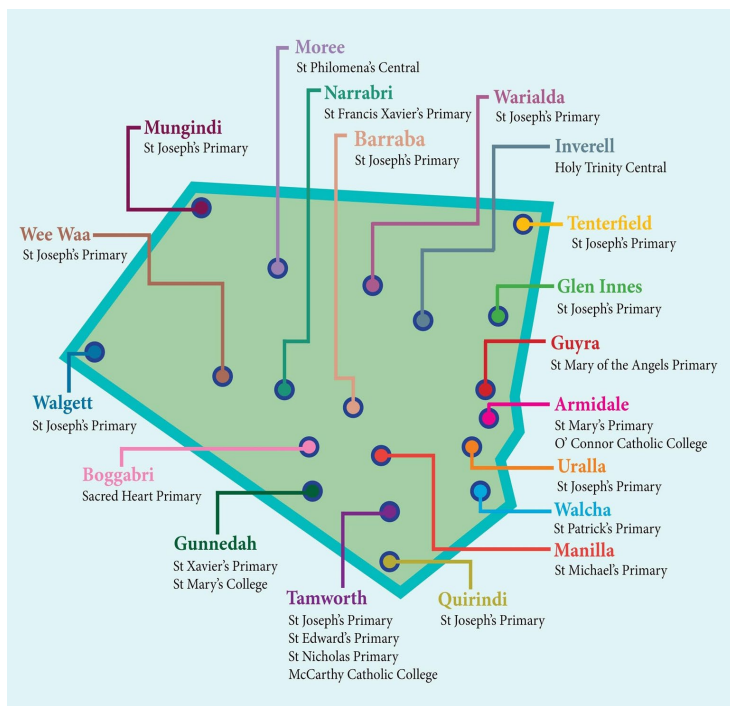 Moree
St Philomena's Central
Narrabri
St Francis Xavier's Primary
Warialda
St Joseph's Primary
Mungindi
St Joseph's Primary
Barraba
St Joseph's Primary
Inverell
Holy Trinity Central
Tenterfield
St Joseph's Primary
Wee Waa
St Joseph's Primary
Glen Innes
St Joseph's Primary
Guyra
St Mary of the Angels Primary
Walgett
St Joseph's Primary
Armidale
St Mary's Primary
O' Connor Catholic College
Uralla
St Joseph's Primary
Boggabri
Sacred Heart Primary
Walcha
St Patrick's Primary
Gunnedah
St Xavier's Primary
St Mary's College
Manilla
St Michael's Primary
Tamworth
St Joseph's Primary
St Edward's Primary
St Nicholas Primary
McCarthy Catholic College
Quirindi
St Joseph's Primary